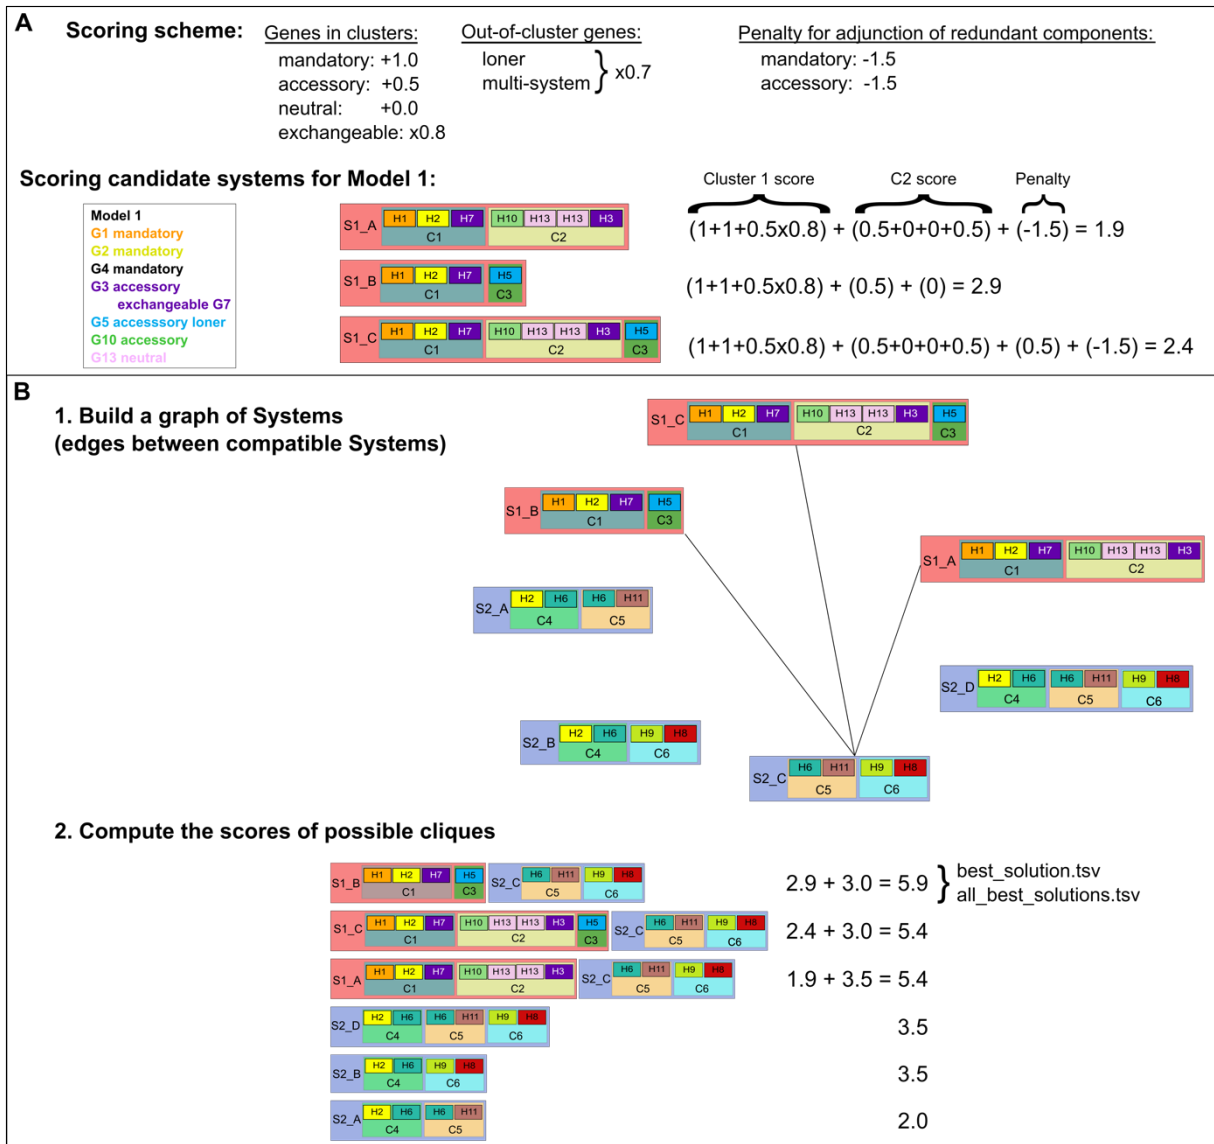 A
Scoring scheme:
Genes in clusters:
mandatory: +1.0
accessory: +0.5
neutral: +0.0
exchangeable: x0.8
Out-of-cluster genes:
loner
multi-system
} x0.7
Penalty for adjunction of redundant components:
mandatory: -1.5
accessory: -1.5
Scoring candidate systems for Model 1:
Model 1
G1 mandatory
G2 mandatory
G4 mandatory
G3 accessory
exchangeable G7
G5 accesssory loner
G10 accessory
G13 neutral
Cluster 1 score C2 score Penalty
S1_A H1 H2 H7 H10 H13 H13 H3
C1 C2
(1+1+0.5x0.8) + (0.5+0+0+0.5) + (-1.5) = 1.9
S1_B H1 H2 H7 H5
C1 C3
(1+1+0.5x0.8) + (0.5) + (0) = 2.9
S1_C H1 H2 H7 H10 H13 H13 H3 H5
C1 C2 C3
(1+1+0.5x0.8) + (0.5+0+0+0.5) + (0.5) + (-1.5) = 2.4
B
1. Build a graph of Systems
(edges between compatible Systems)
S1_C H1 H2 H7 H10 H13 H13 H3 H5
C1 C2 C3
S1_B H1 H2 H7 H5
C1 C3
S1_A H1 H2 H7 H10 H13 H13 H3
C1 C2
S2_A H2 H6 H6 H11
C4 C5
S2_D H2 H6 H6 H11 H9 H8
C4 C5 C6
S2_B H2 H6 H9 H8
C4 C6
S2_C H6 H11 H9 H8
C5 C6
2. Compute the scores of possible cliques
S1_B H1 H2 H7 H5 S2_C H6 H11 H9 H8
C1 C3 C5 C6
2.9 + 3.0 = 5.9
} best_solution.tsv
all_best_solutions.tsv
S1_C H1 H2 H7 H10 H13 H13 H3 H5 S2_C H6 H11 H9 H8
C1 C2 C3 C5 C6
2.4 + 3.0 = 5.4
S1_A H1 H2 H7 H10 H13 H13 H3 S2_C H6 H11 H9 H8
C1 C2 C5 C6
1.9 + 3.5 = 5.4
S2_D H2 H6 H6 H11 H9 H8
C4 C5 C6
3.5
S2_B H2 H6 H9 H8
C4 C6
3.5
S2_A H2 H6 H6 H11
C4 C5
2.0